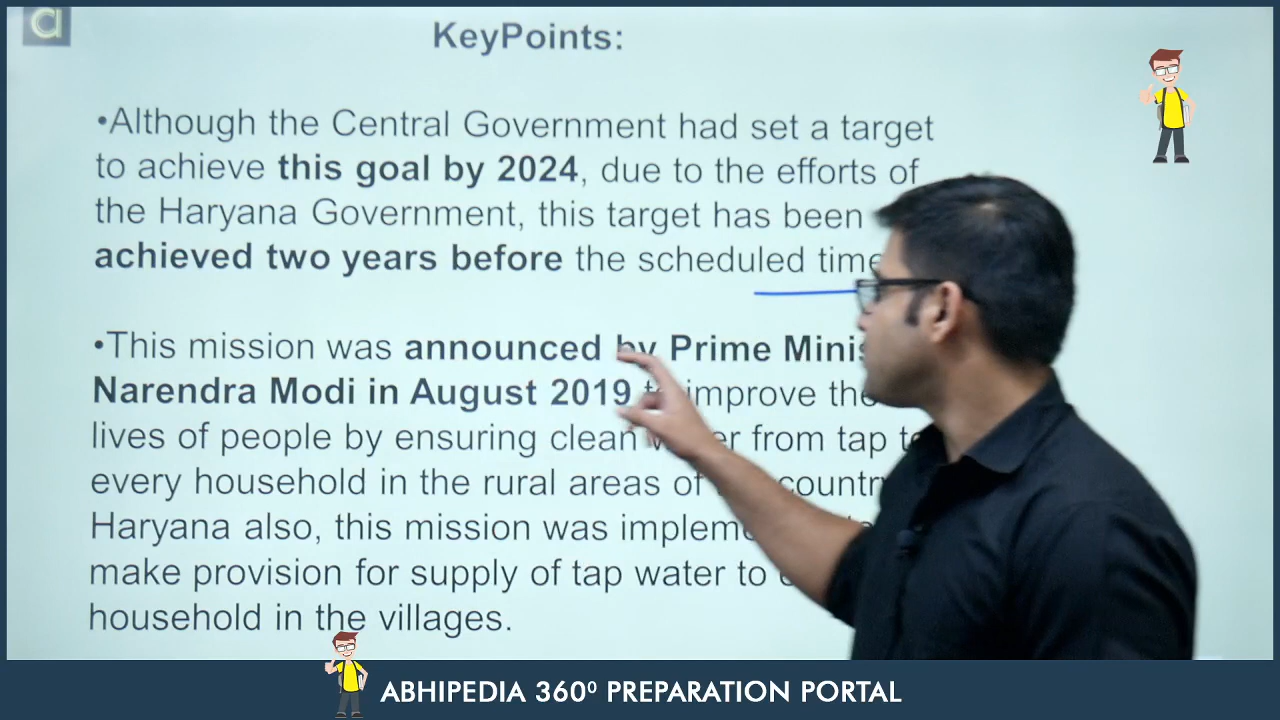 a
KeyPoints:
•Although the Central Government had set a target
to achieve this goal by 2024, due to the efforts of
the Haryana Government, this target has been
achieved two years before the scheduled time
•This mission was announced by Prime
Narendra Modi in August 2019 improve the
lives of people by ensuring clean from tap
every household in the rural areas of
Haryana also, this mission was
make provision for supply of tap water to
household in the villages.
ABHIPEDIA 360⁰ PREPARATION PORTAL